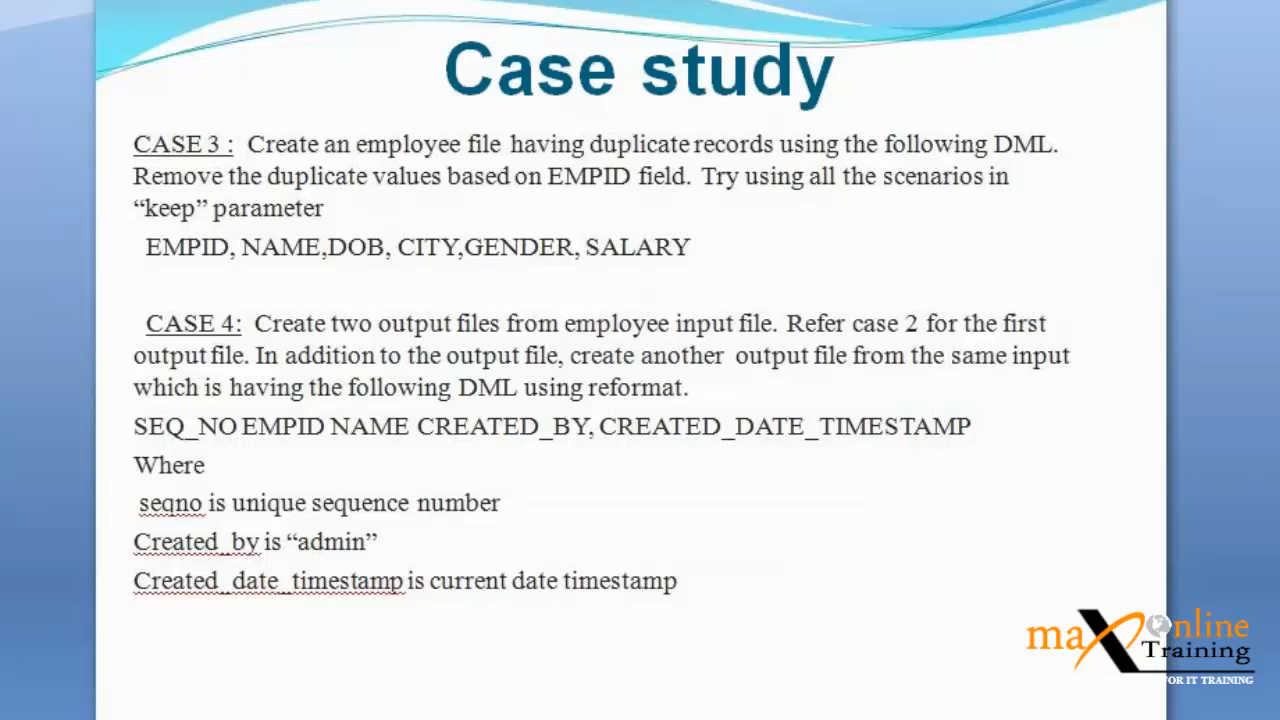 Case study
CASE 3 : Create an employee file having duplicate records using the following DML.
Remove the duplicate values based on EMPID field. Try using all the scenarios in
“keep” parameter
EMPID, NAME,DOB, CITY,GENDER, SALARY
CASE 4: Create two output files from employee input file. Refer case 2 for the first
output file. In addition to the output file, create another output file from the same input
which is having the following DML using reformat.
SEQ_NO EMPID NAME CREATED_BY, CREATED_DATE_TIMESTAMP
Where
seqno is unique sequence number
Created_by is “admin”
Created_date_timestamp is current date timestamp
maX Online
Training
FOR IT TRAINING